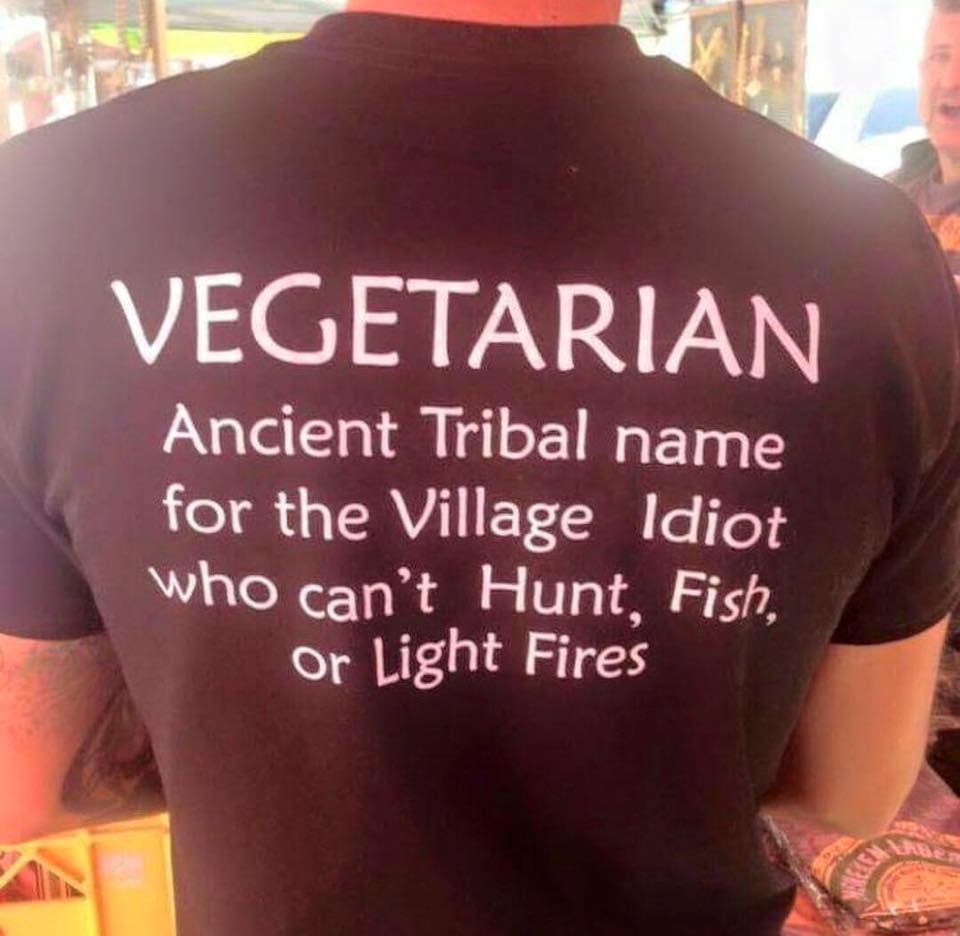 VEGETARIAN
Ancient Tribal name
for the Village Idiot
who can't Hunt, Fish,
or Light Fires